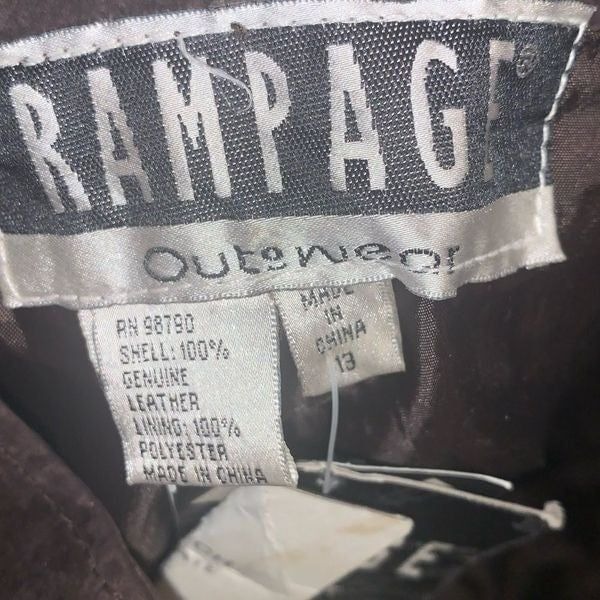 RAMPAGE®
Outerwear
RN 98790
SHELL: 100%
GENUINE
LEATHER
LINING: 100%
POLYESTER
MADE IN CHINA
MADE
IN
CHINA
13